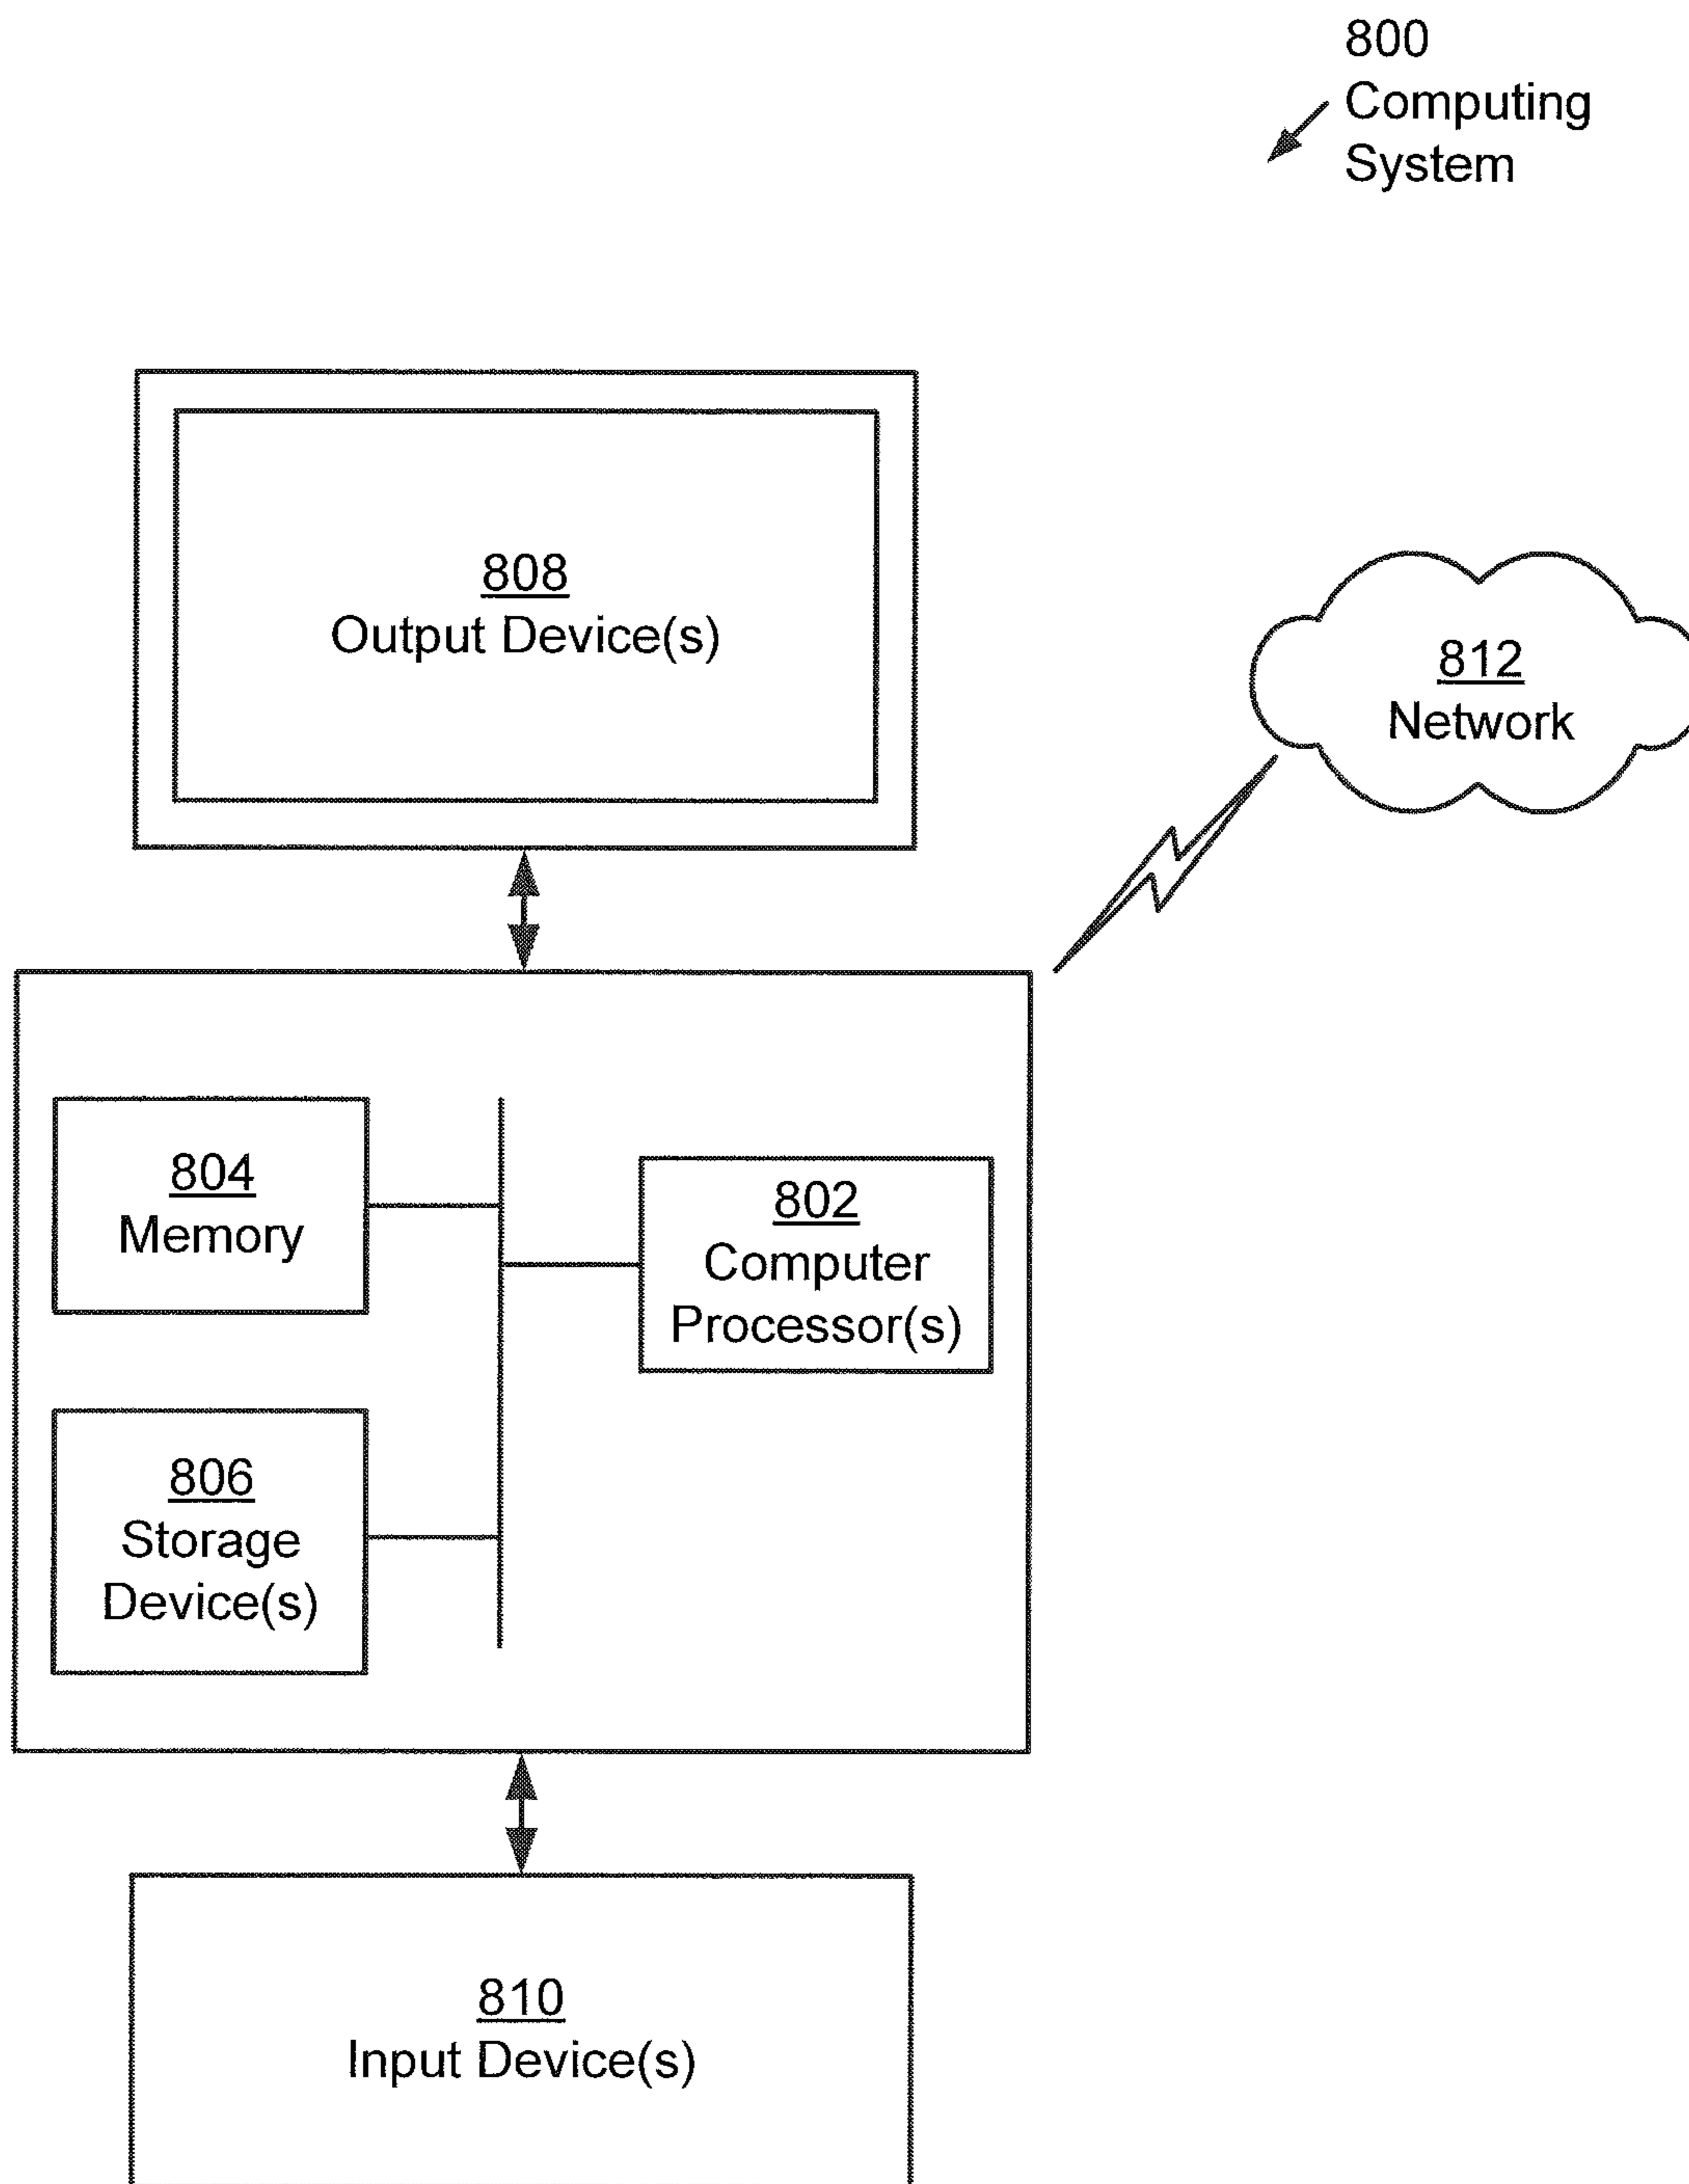 800
Computing
System
808
Output Device(s)
812
Network
804
Memory
802
Computer
Processor(s)
806
Storage
Device(s)
810
Input Device(s)